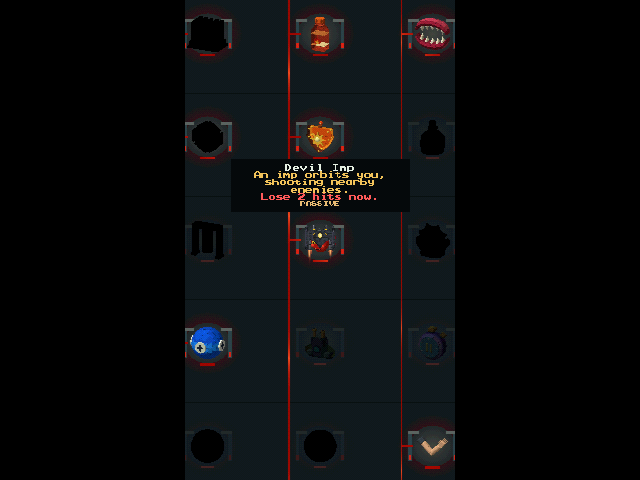 Devil Imp
An imp orbits you,
shooting nearby
enemies.
Lose 2 hits now.
PASSIVE